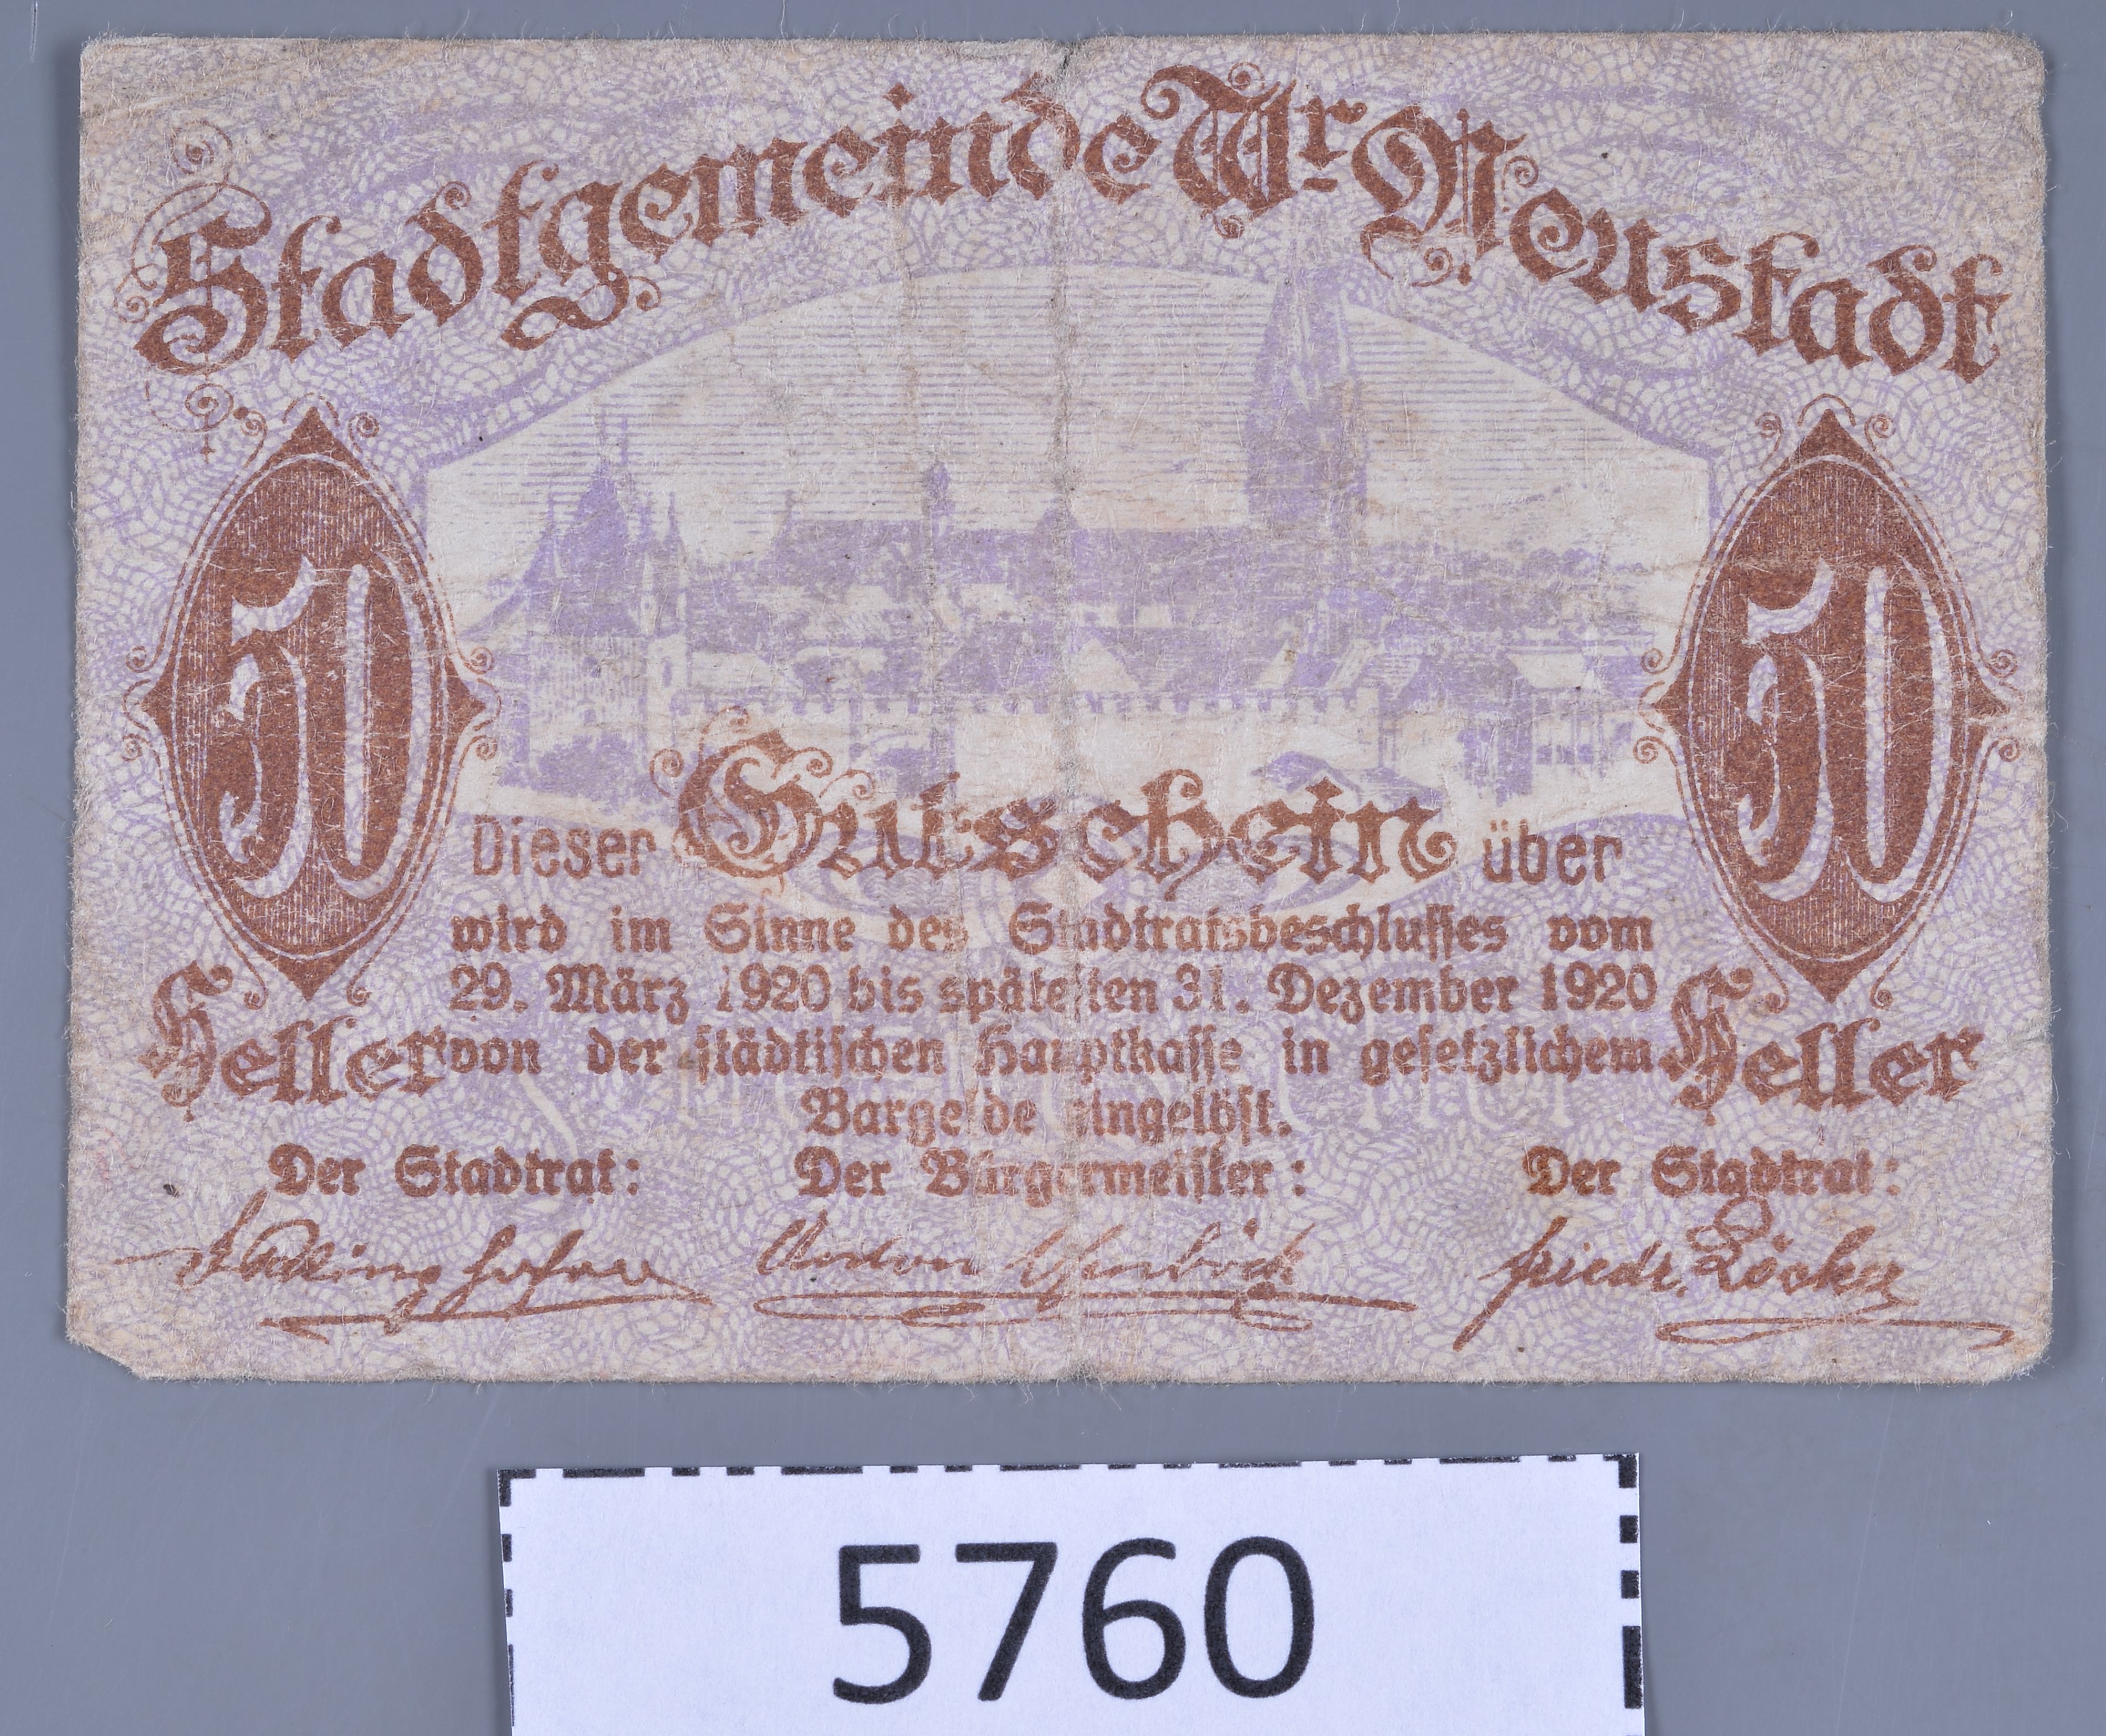 Stadtgemeinde Wr. Neustadt
50
50
Dieser Gutschein über
wird im Sinne des Stadtratsbeschlusses vom
29. März 1920 bis spätesten 31. Dezember 1920
Heller von der städtischen Hauptkasse in gesetzlichem Heller
Bargelde eingelöst.
Der Stadtrat: Der Bürgermeister: Der Stadtrat:
Anton Friedr.
5760